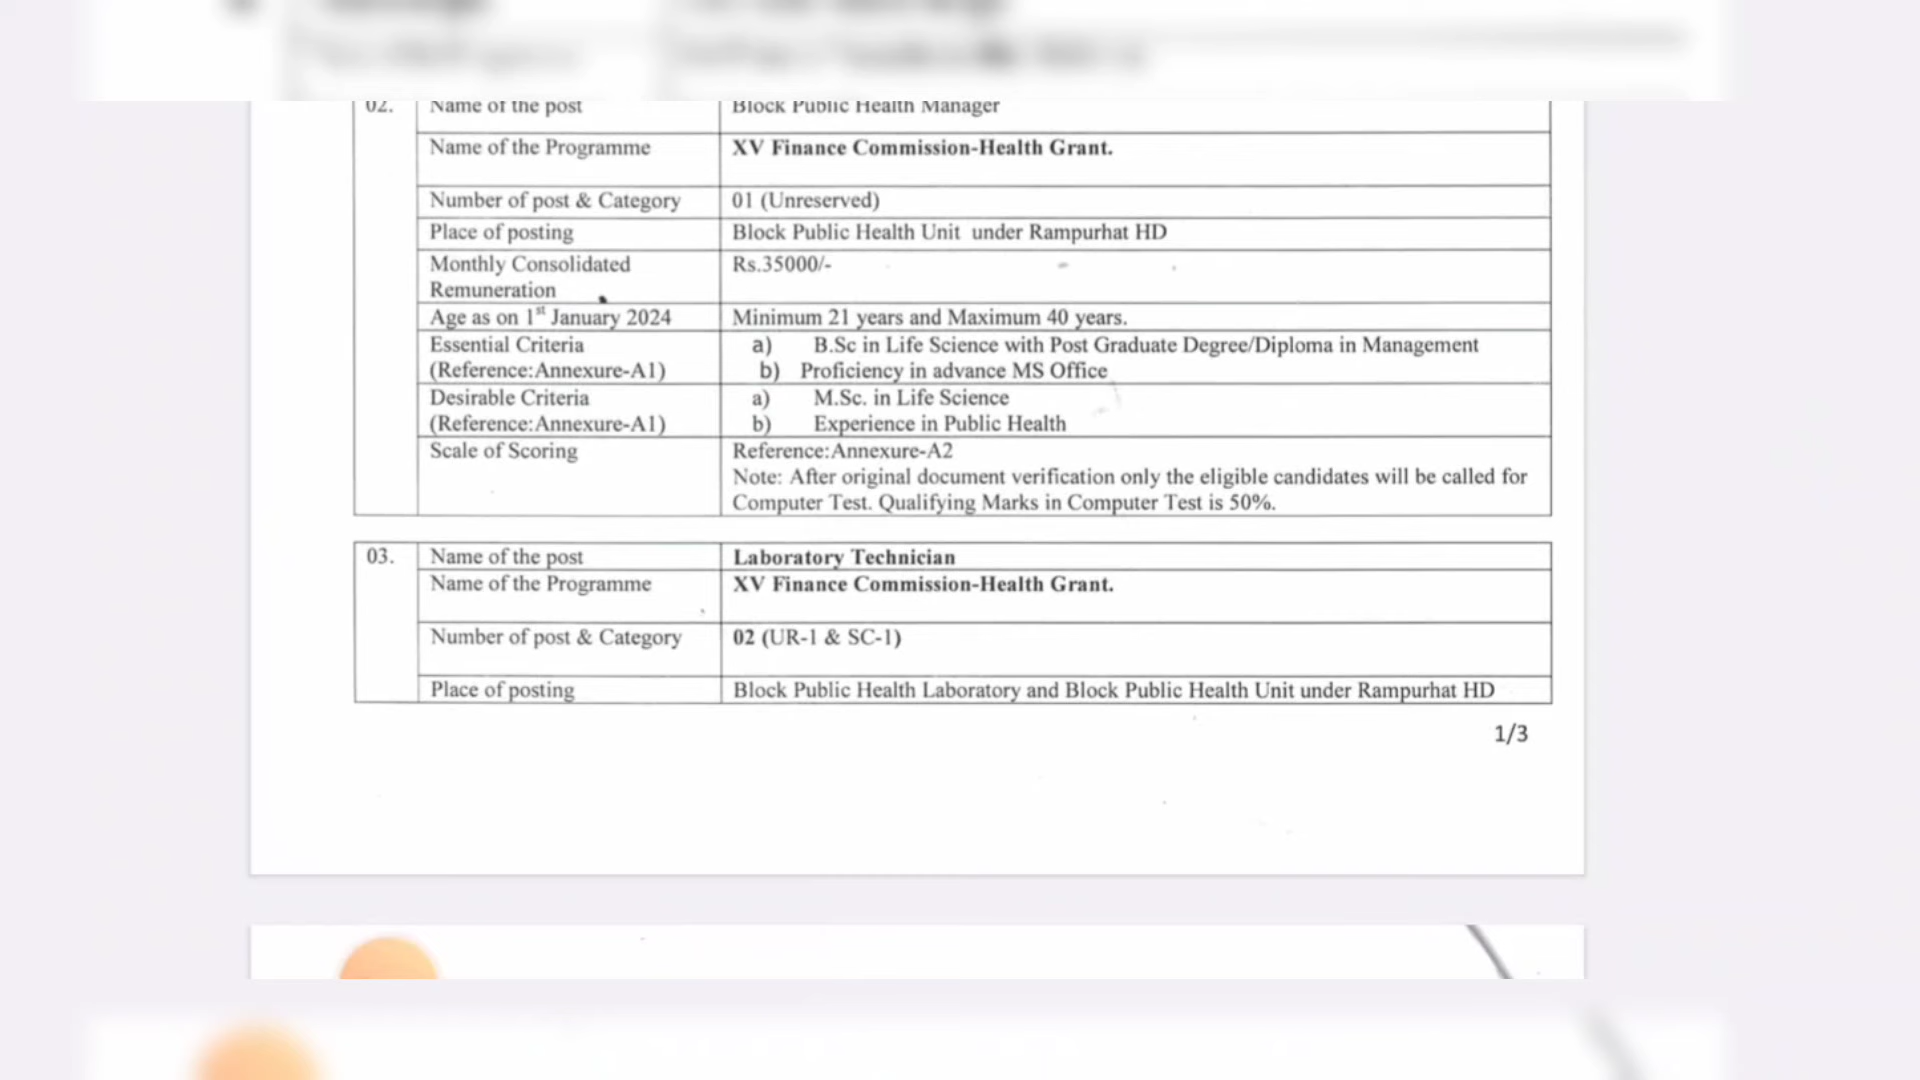 02. Name of the post Block Public Health Manager
Name of the Programme XV Finance Commission-Health Grant.
Number of post & Category 01 (Unreserved)
Place of posting Block Public Health Unit under Rampurhat HD
Monthly Consolidated Rs.35000/-
Remuneration
Age as on 1st January 2024 Minimum 21 years and Maximum 40 years.
Essential Criteria a) B.Sc in Life Science with Post Graduate Degree/Diploma in Management
(Reference:Annexure-A1) b) Proficiency in advance MS Office
Desirable Criteria a) M.Sc. in Life Science
(Reference:Annexure-A1) b) Experience in Public Health
Scale of Scoring Reference:Annexure-A2
Note: After original document verification only the eligible candidates will be called for
Computer Test. Qualifying Marks in Computer Test is 50%.
03. Name of the post Laboratory Technician
Name of the Programme XV Finance Commission-Health Grant.
Number of post & Category 02 (UR-1 & SC-1)
Place of posting Block Public Health Laboratory and Block Public Health Unit under Rampurhat HD
1/3